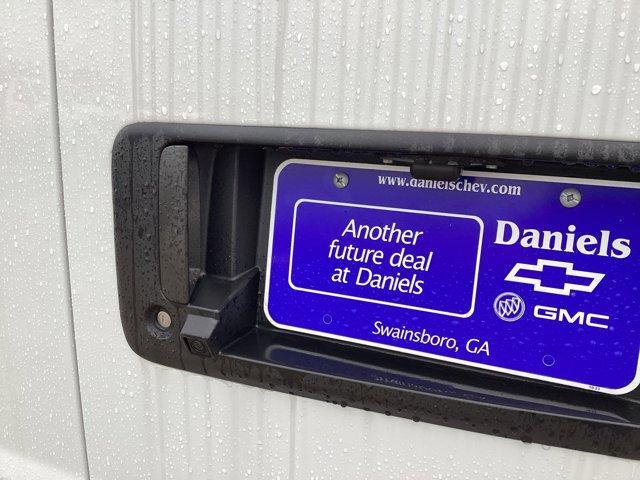 www.danielschev.com
Another
future deal
at Daniels
Daniels
GMC
Swainsboro, GA